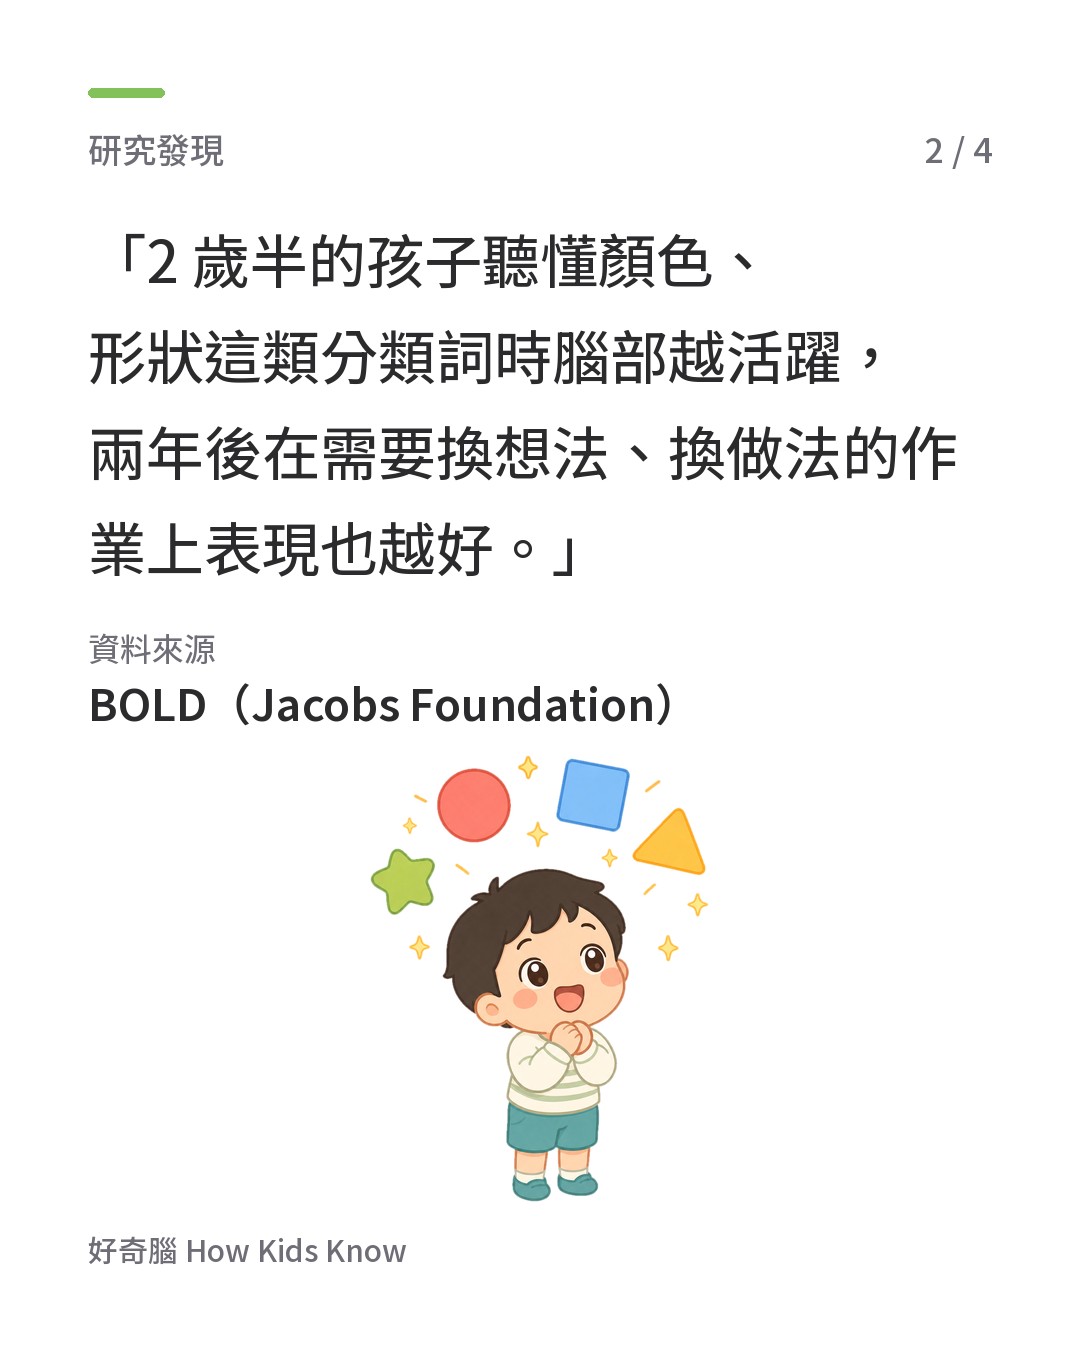 研究發現
2 / 4
「2 歲半的孩子聽懂顏色、
形狀這類分類詞時腦部越活躍，
兩年後在需要換想法、換做法的作
業上表現也越好。」
資料來源
BOLD（Jacobs Foundation）
好奇腦 How Kids Know